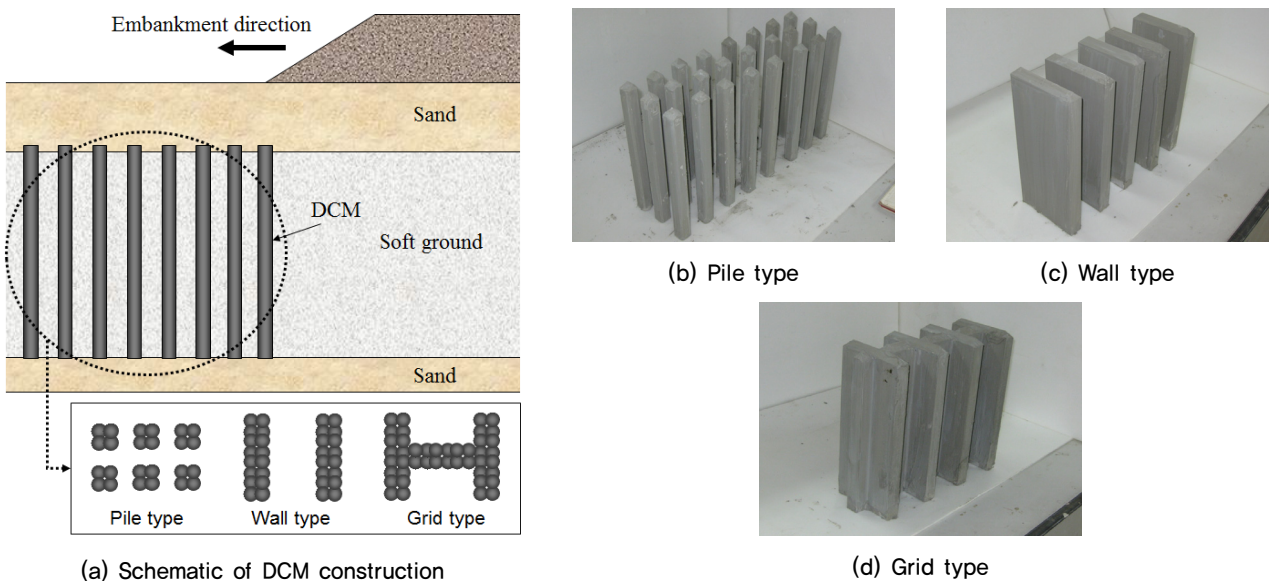 Embankment direction
Sand
DCM
Soft ground
Sand
Pile type
Wall type
Grid type
(a) Schematic of DCM construction
(b) Pile type
(c) Wall type
(d) Grid type